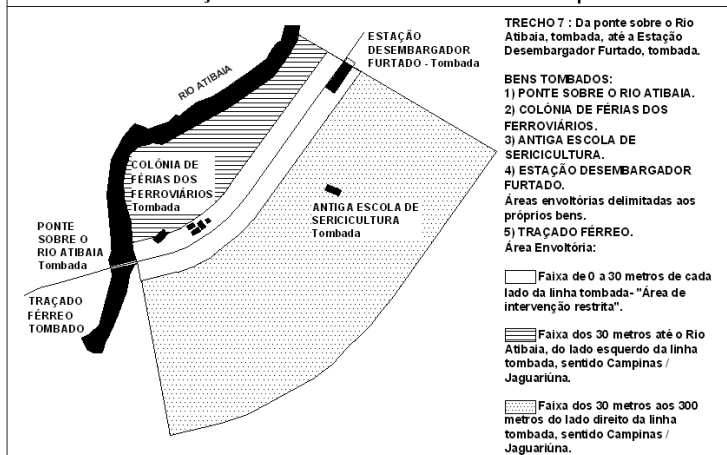 ESTAÇÃO
DESEMBARGADOR
FURTADO - Tombada
RIO ATIBAIA
COLÔNIA DE
FÉRIAS DOS
FERROVIÁRIOS
Tombada
ANTIGA ESCOLA DE
SERICICULTURA
Tombada
PONTE
SOBRE O
RIO ATIBAIA
Tombada
TRAÇADO
FÉRREO
TOMBADO
TRECHO 7 : Da ponte sobre o Rio
Atibaia, tombada, até a Estação
Desembargador Furtado, tombada.
BENS TOMBADOS:
1) PONTE SOBRE O RIO ATIBAIA.
2) COLÔNIA DE FÉRIAS DOS
FERROVIÁRIOS.
3) ANTIGA ESCOLA DE
SERICICULTURA.
4) ESTAÇÃO DESEMBARGADOR
FURTADO.
Áreas envoltórias delimitadas aos
próprios bens.
5) TRAÇADO FÉRREO.
Área Envoltória:
Faixa de 0 a 30 metros de cada
lado da linha tombada- "Área de
intervenção restrita".
Faixa dos 30 metros até o Rio
Atibaia, do lado esquerdo da linha
tombada, sentido Campinas /
Jaguariúna.
Faixa dos 30 metros aos 300
metros do lado direito da linha
tombada, sentido Campinas /
Jaguariúna.